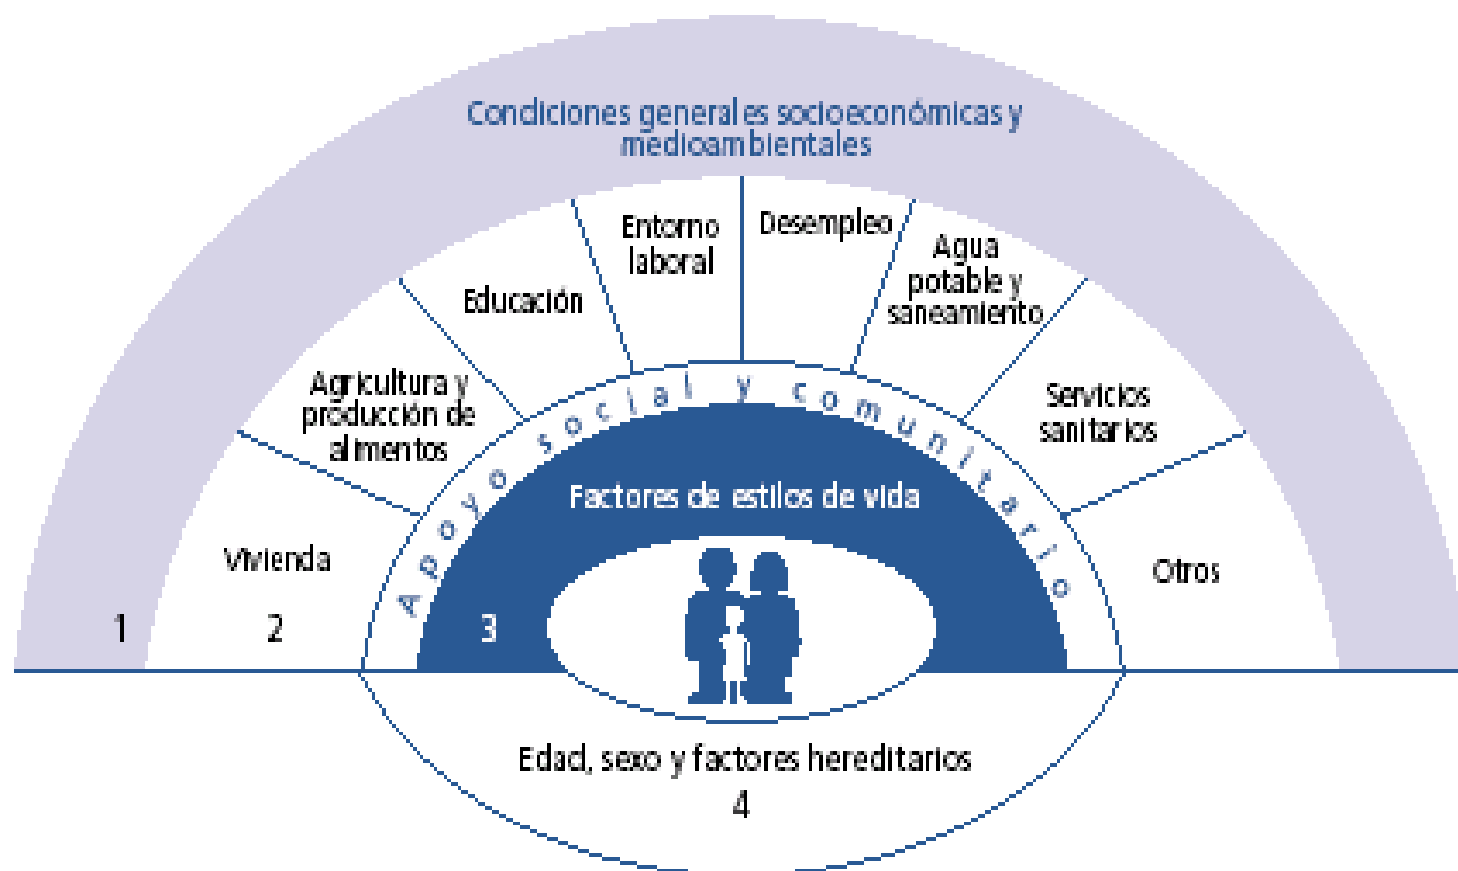 Condiciones generales socioeconómicas y
medioambientales
Entorno
laboral
Desempleo
Agua
potable y
saneamiento
Educación
Agricultura y
producción de
alimentos
Servicios
sanitarios
Apoyo social y comunitario
Factores de estilos de vida
Vivienda
Otros
1
2
3
Edad, sexo y factores hereditarios
4